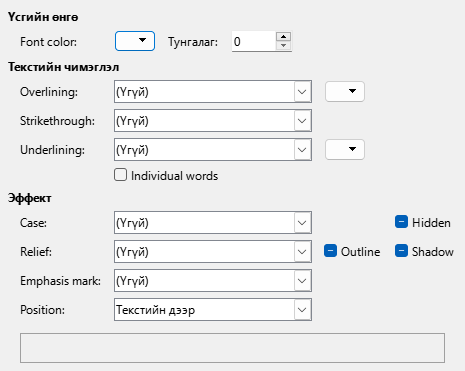 Үсгийн өнгө
Font color: Тунгалаг: 0
Текстийн чимэглэл
Overlining: (Үгүй)
Strikethrough: (Үгүй)
Underlining: (Үгүй)
Individual words
Эффект
Case: (Үгүй) Hidden
Relief: (Үгүй) Outline Shadow
Emphasis mark: (Үгүй)
Position: Текстийн дээр